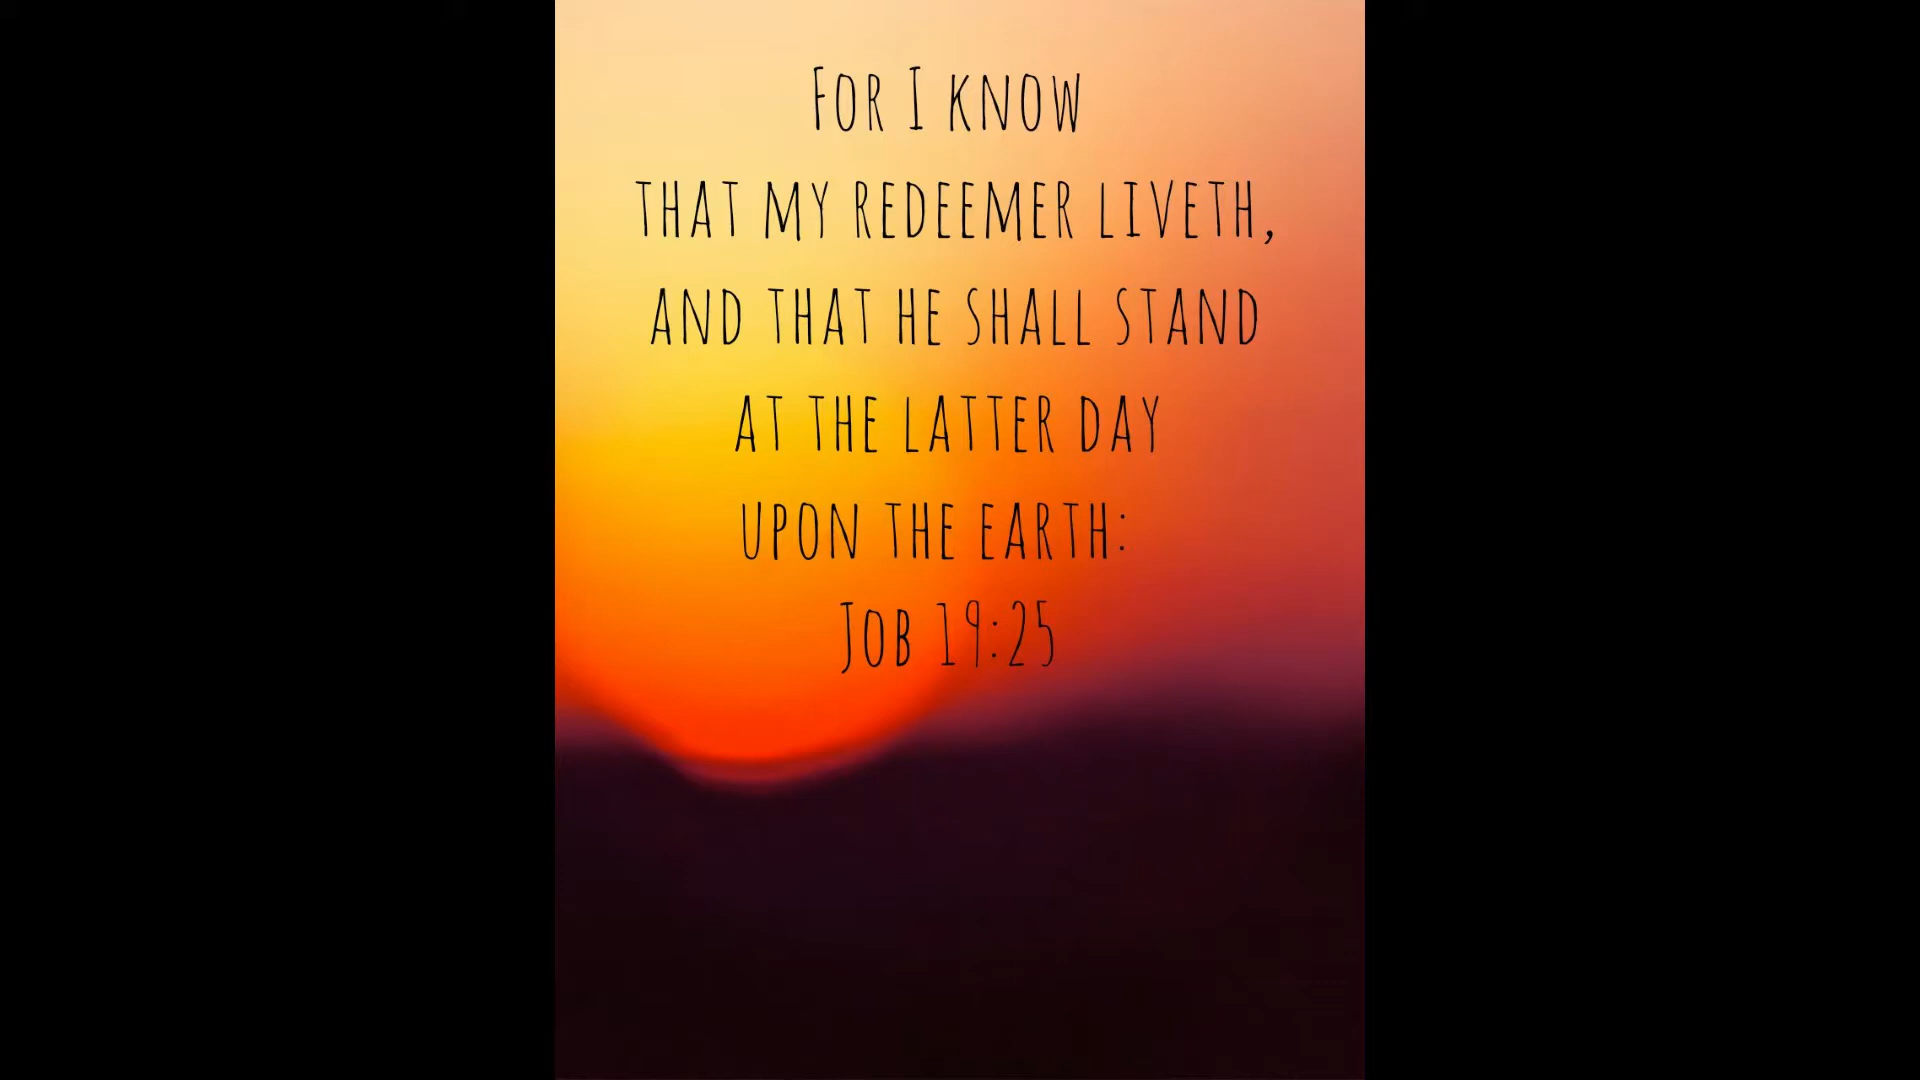 For I know
that my redeemer liveth,
and that he shall stand
at the latter day
upon the earth:
Job 19:25